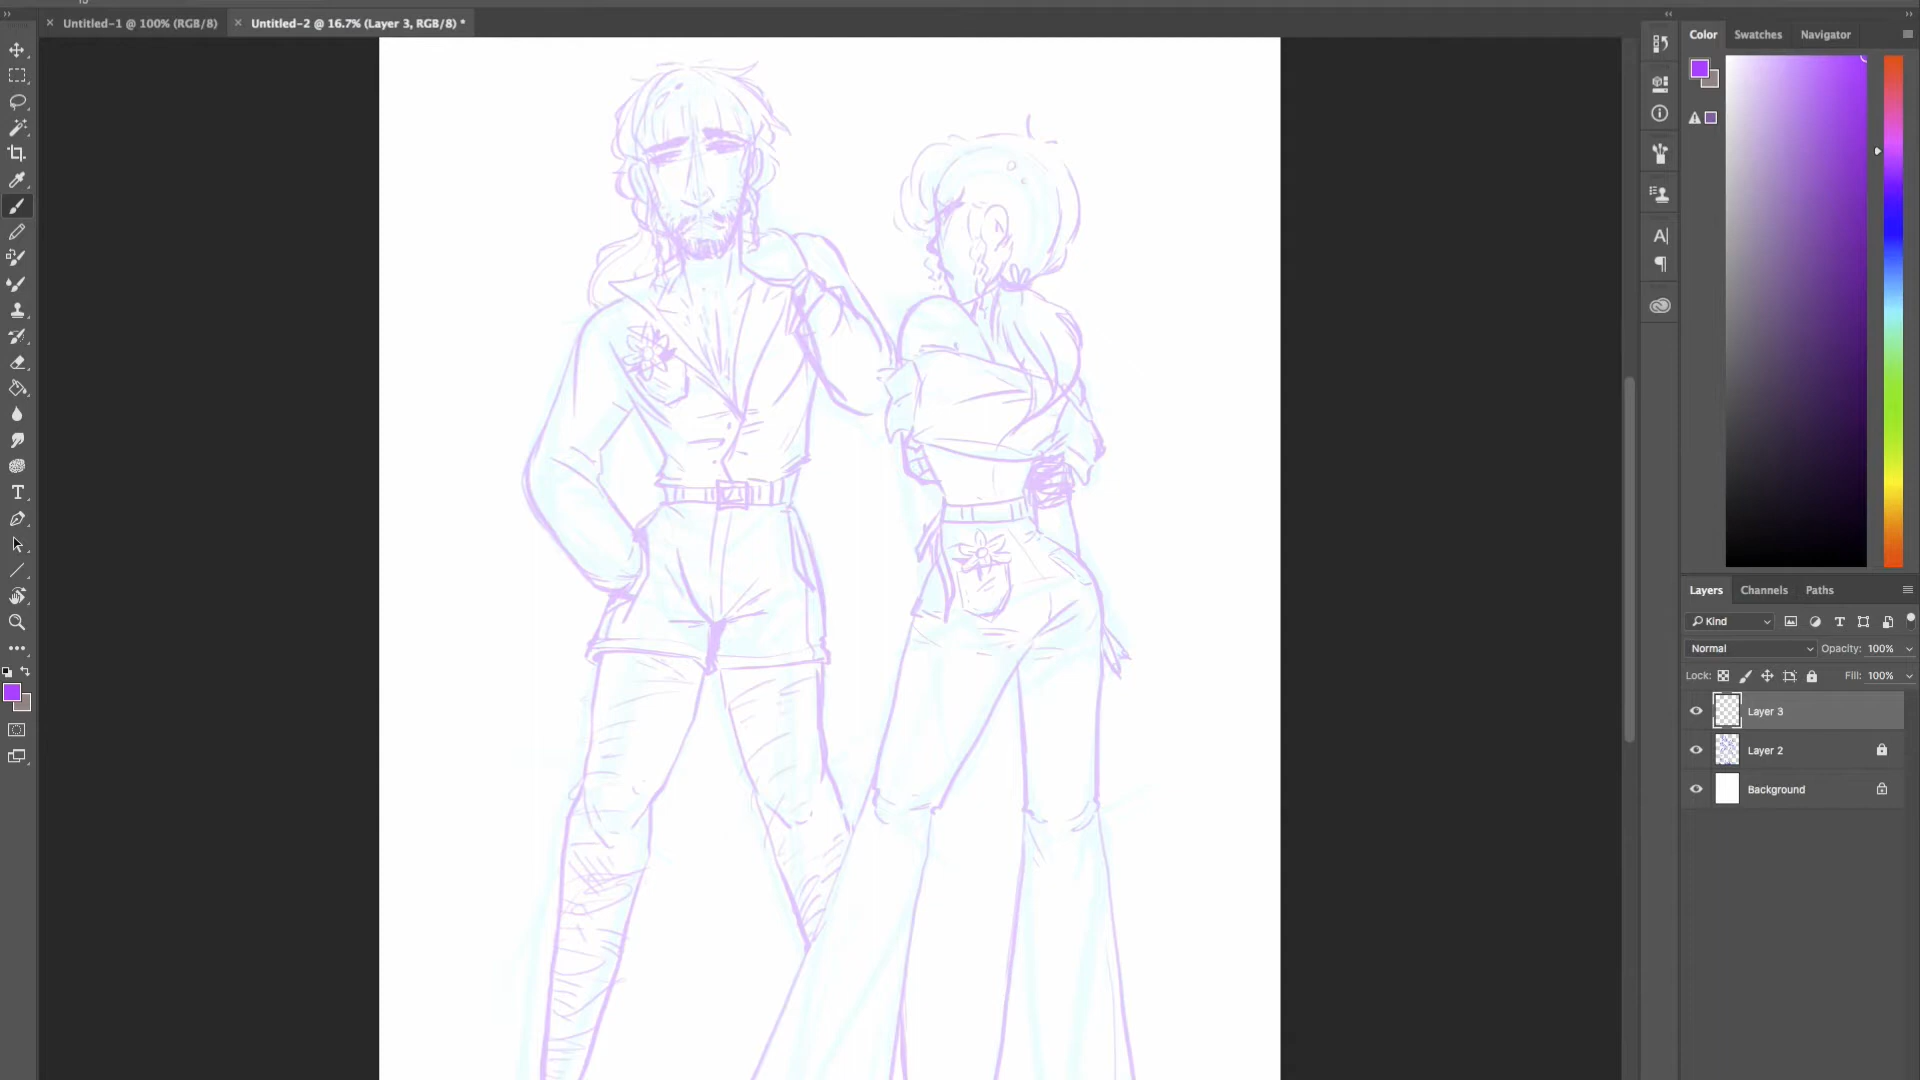 Untitled-1 @ 100% (RGB/8)
Untitled-2 @ 16.7% (Layer 3, RGB/8) *
Color
Swatches
Navigator
Layers
Channels
Paths
Kind
Normal
Opacity: 100%
Lock:
Fill: 100%
Layer 3
Layer 2
Background